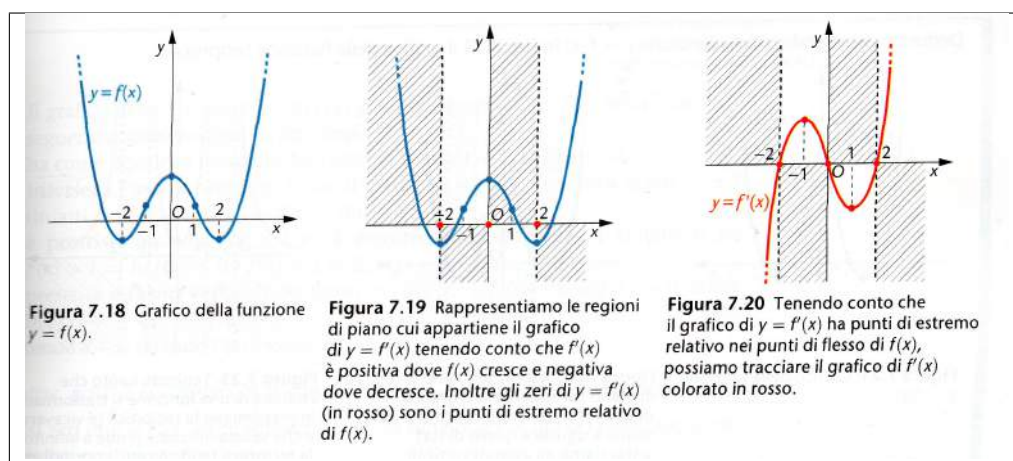 y
y=f(x)
-2
-1
O
1
2
x
Figura 7.18 Grafico della funzione
y = f(x).
y
-2
-1
O
1
2
x
Figura 7.19 Rappresentiamo le regioni
di piano cui appartiene il grafico
di y = f'(x) tenendo conto che f'(x)
è positiva dove f(x) cresce e negativa
dove decresce. Inoltre gli zeri di y = f'(x)
(in rosso) sono i punti di estremo relativo
di f(x).
y
-2
-1
O
1
2
x
y=f'(x)
Figura 7.20 Tenendo conto che
il grafico di y = f'(x) ha punti di estremo
relativo nei punti di flesso di f(x),
possiamo tracciare il grafico di f'(x)
colorato in rosso.